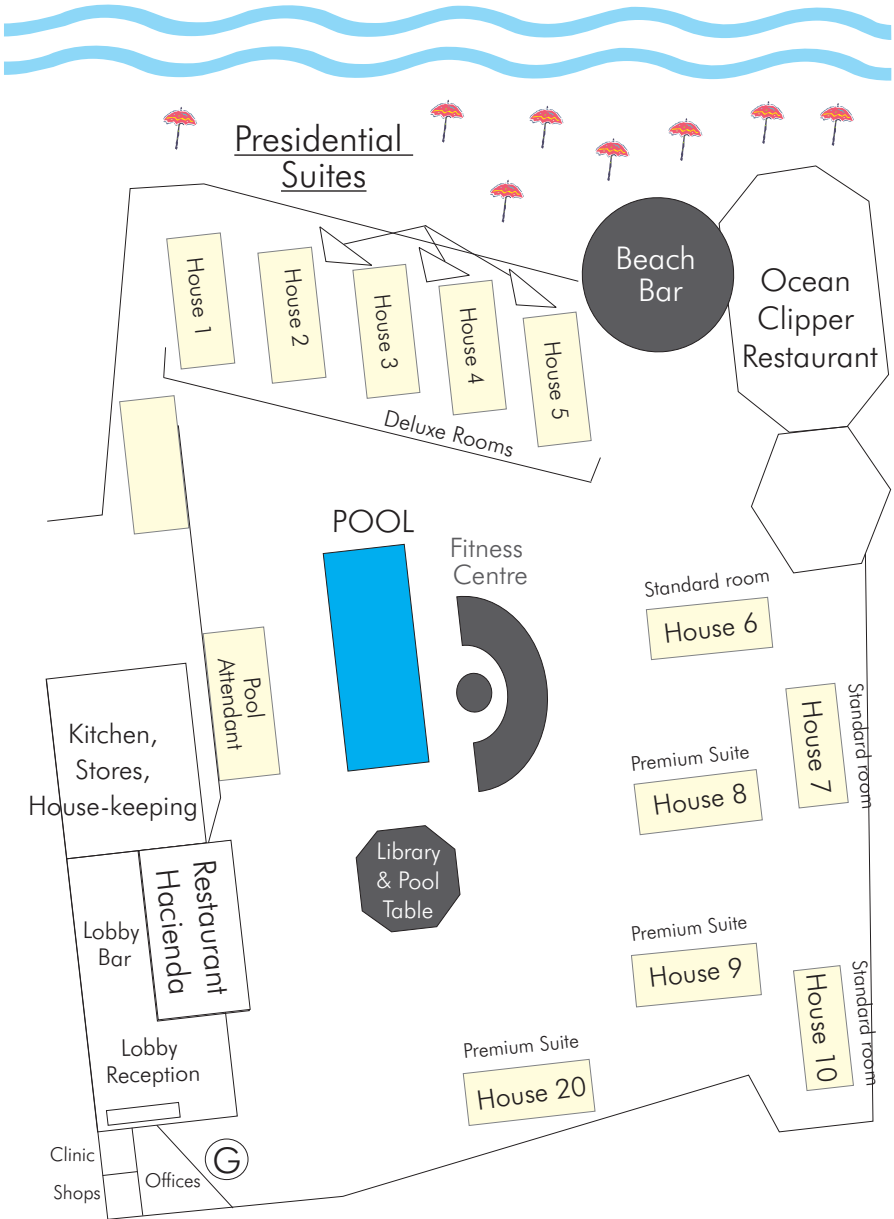 Presidential
Suites
House 1
House 2
House 3
House 4
House 5
Deluxe Rooms
Beach
Bar
Ocean
Clipper
Restaurant
POOL
Fitness
Centre
Standard room
House 6
Pool
Attendant
Kitchen,
Stores,
House-keeping
Standard room
House 7
Premium Suite
House 8
Library
& Pool
Table
Restaurant
Hacienda
Lobby
Bar
Premium Suite
House 9
Standard room
House 10
Lobby
Reception
Premium Suite
House 20
Clinic
Shops
Offices
G